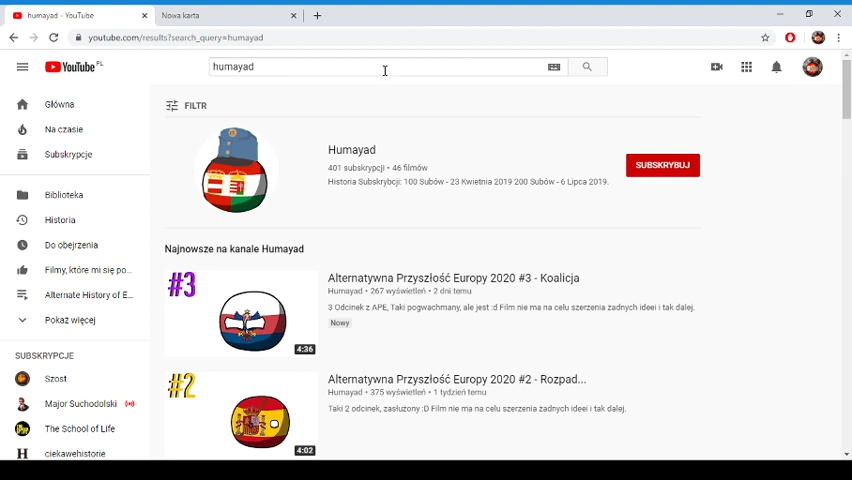 humayad - YouTube
Nowa karta
youtube.com/results?search_query=humayad
YouTube PL
humayad
Główna
Na czasie
Subskrypcje
Biblioteka
Historia
Do obejrzenia
Filmy, które mi się po...
Alternate History of E...
Pokaż więcej
SUBSKRYPCJE
Szost
Major Suchodolski
The School of Life
ciekawehistorie
FILTR
Humayad
401 subskrypcji • 46 filmów
Historia Subskrybcji: 100 Subów - 23 Kwietnia 2019 200 Subów - 6 Lipca 2019.
SUBSKRYBUJ
Najnowsze na kanale Humayad
#3
4:36
Alternatywna Przyszłość Europy 2020 #3 - Koalicja
Humayad • 267 wyświetleń • 2 dni temu
3 Odcinek z APE, Taki pogwachmany, ale jest :d Film nie ma na celu szerzenia żadnych ideei i tak dalej.
Nowy
#2
4:02
Alternatywna Przyszłość Europy 2020 #2 - Rozpad...
Humayad • 375 wyświetleń • 1 tydzień temu
Taki 2 odcinek, zasłużony :D Film nie ma na celu szerzenia żadnych ideei i tak dalej.